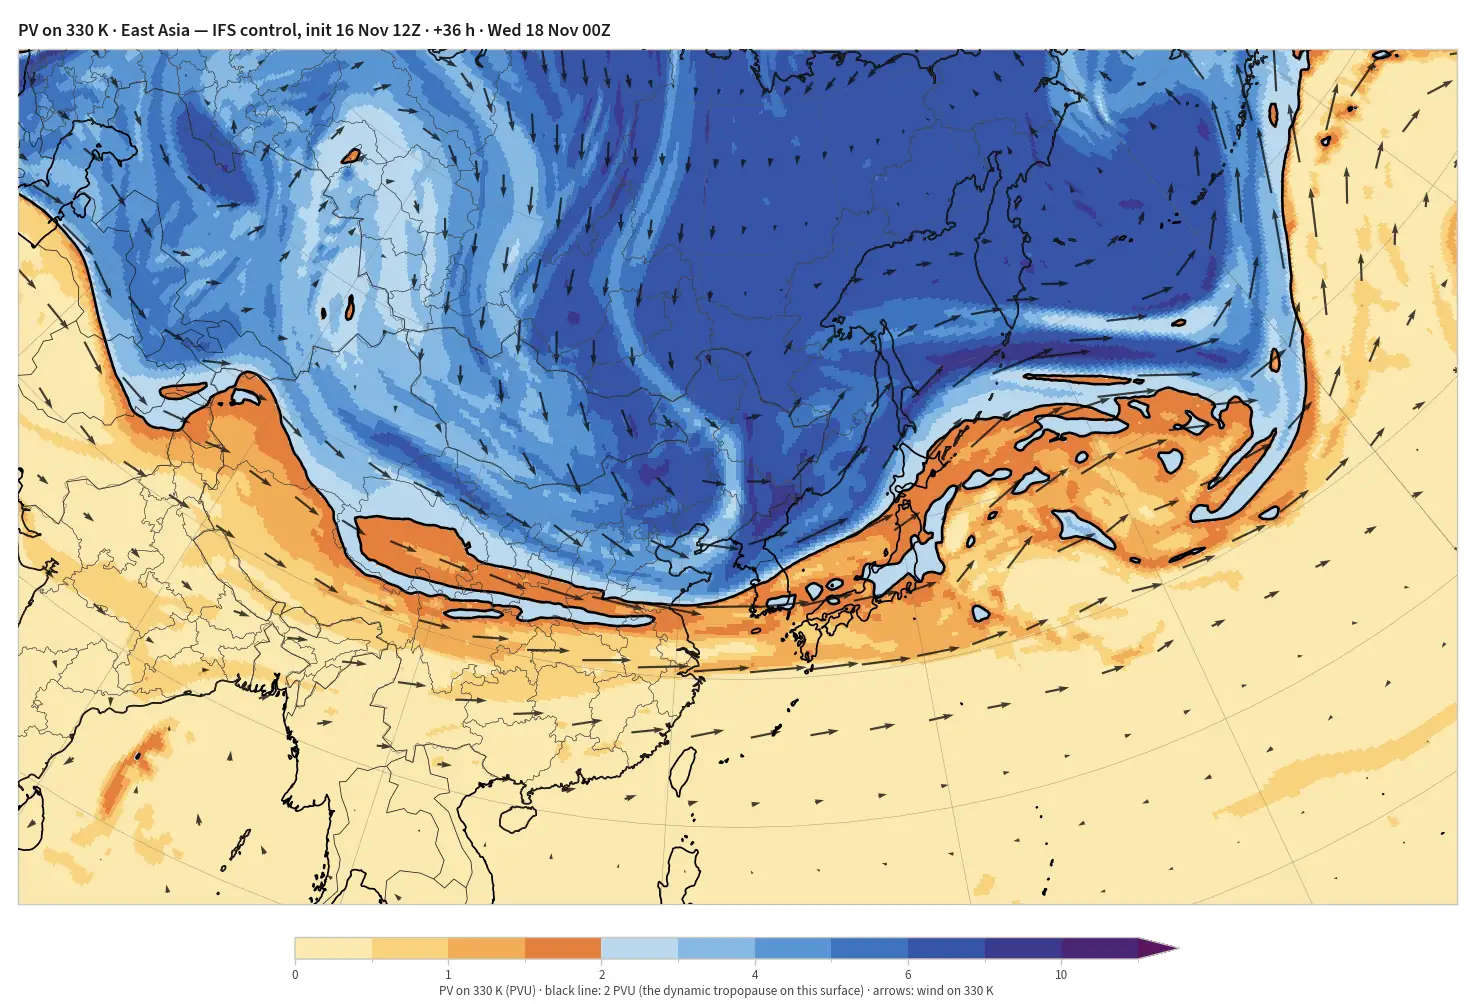 PV on 330 K · East Asia — IFS control, init 16 Nov 12Z · +36 h · Wed 18 Nov 00Z
0 1 2 4 6 10
PV on 330 K (PVU) · black line: 2 PVU (the dynamic tropopause on this surface) · arrows: wind on 330 K